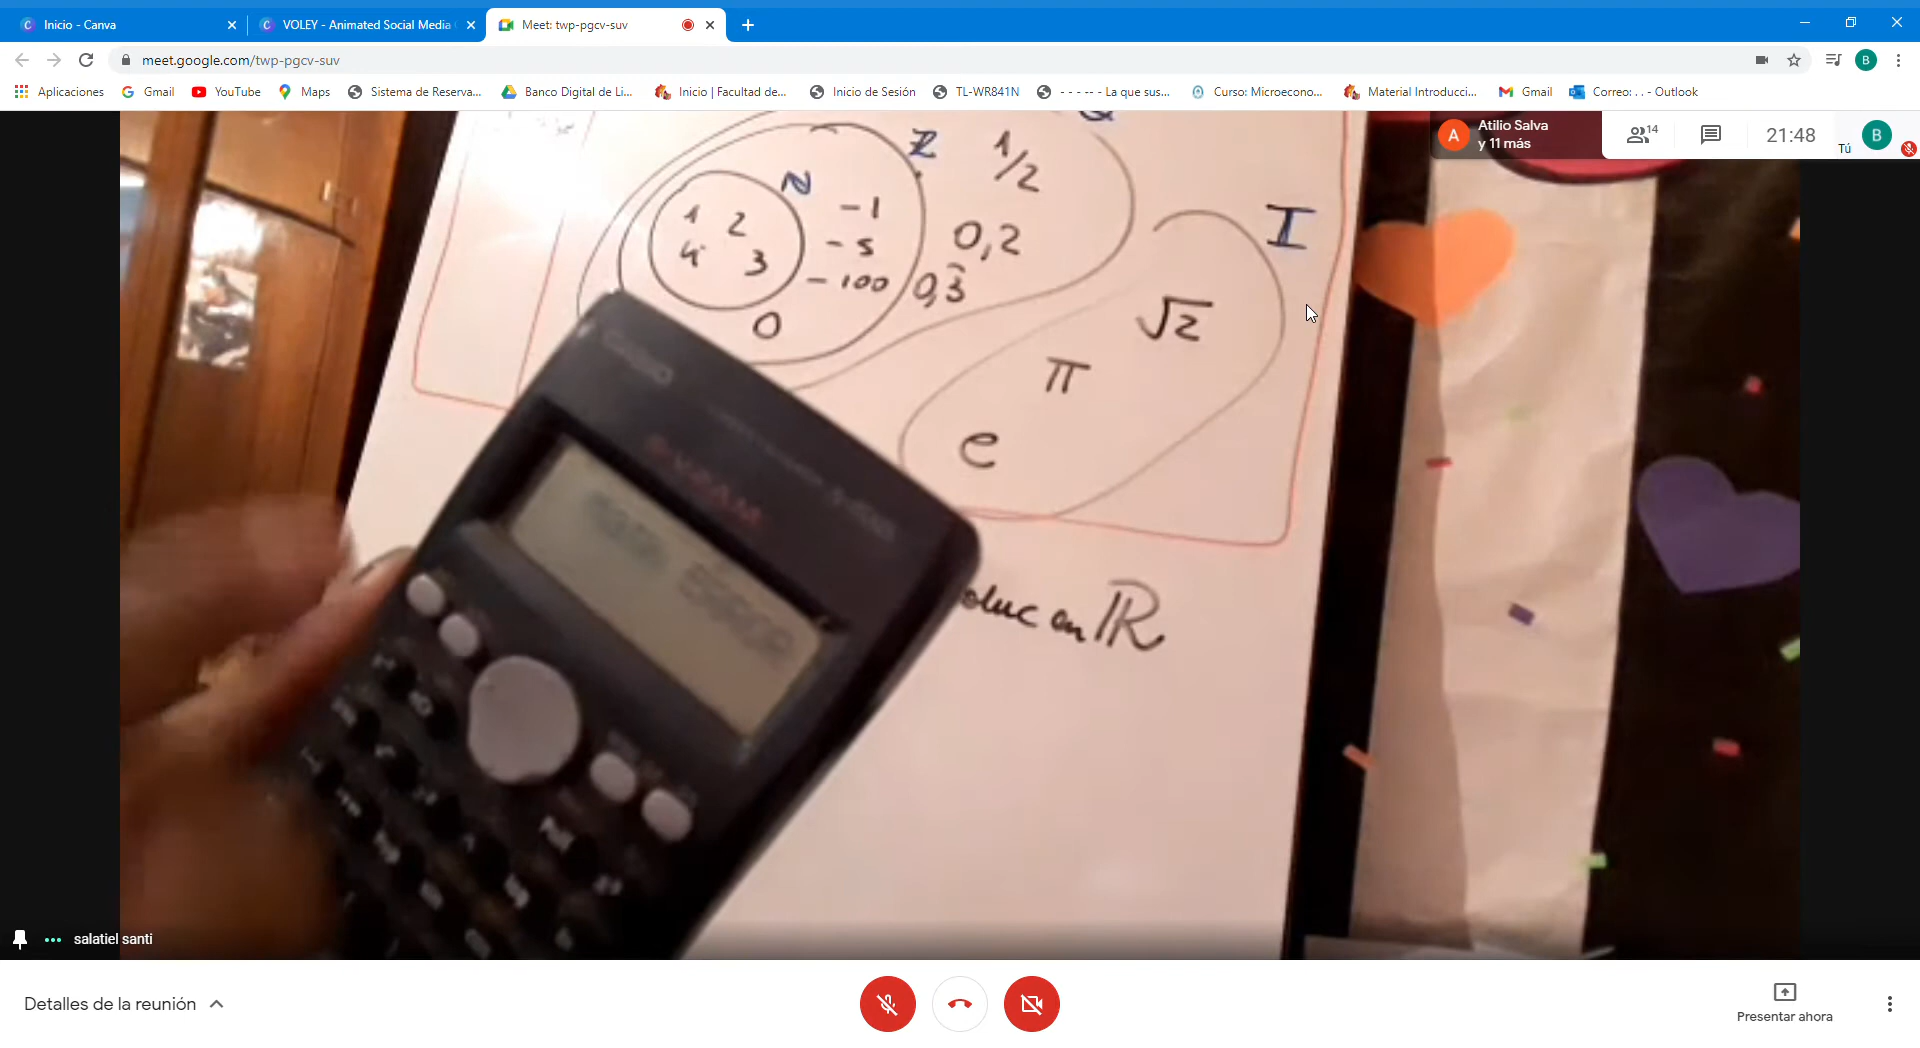 Inicio - Canva
VOLEY - Animated Social Media
Meet: twp-pgcv-suv
meet.google.com/twp-pgcv-suv
B
Aplicaciones
Gmail
YouTube
Maps
Sistema de Reserva...
Banco Digital de Li...
Inicio | Facultad de...
Inicio de Sesión
TL-WR841N
- - - -- - La que sus...
Curso: Microecono...
Material Introducci...
Gmail
Correo: . . - Outlook
A
Atilio Salva
y 11 más
14
21:48
Tú
B
Z
1/2
N
1 2
4 3
-1
-5
-100
0
0,2
0,3̂
I
√2
π
e
CASIO
ERROR
oluc en ℝ
salatiel santi
Detalles de la reunión
Presentar ahora